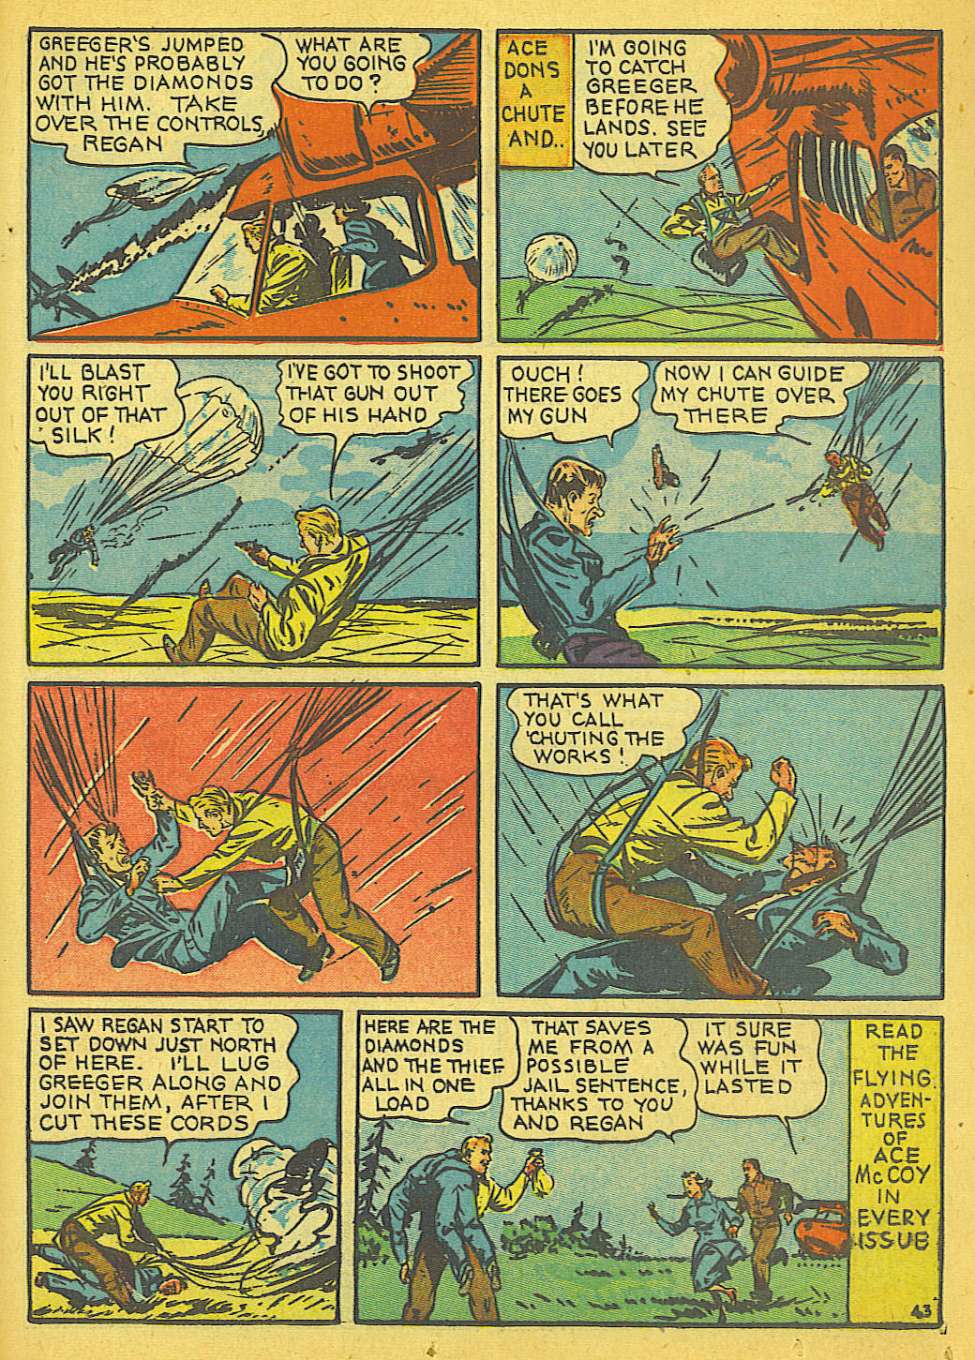 GREEGER'S JUMPED
AND HE'S PROBABLY
GOT THE DIAMONDS
WITH HIM. TAKE
OVER THE CONTROLS,
REGAN
WHAT ARE
YOU GOING
TO DO?
ACE
DONS
A
CHUTE
AND..
I'M GOING
TO CATCH
GREEGER
BEFORE HE
LANDS. SEE
YOU LATER
I'LL BLAST
YOU RIGHT
OUT OF THAT
SILK!
I'VE GOT TO SHOOT
THAT GUN OUT
OF HIS HAND
OUCH!
THERE GOES
MY GUN
NOW I CAN GUIDE
MY CHUTE OVER
THERE
THAT'S WHAT
YOU CALL
'CHUTING THE
WORKS!
I SAW REGAN START TO
SET DOWN JUST NORTH
OF HERE. I'LL LUG
GREEGER ALONG AND
JOIN THEM, AFTER I
CUT THESE CORDS
HERE ARE THE
DIAMONDS
AND THE THIEF
ALL IN ONE
LOAD
THAT SAVES
ME FROM A
POSSIBLE
JAIL SENTENCE,
THANKS TO YOU
AND REGAN
IT SURE
WAS FUN
WHILE IT
LASTED
READ
THE
FLYING
ADVEN-
TURES
OF
ACE
McCOY
IN
EVERY
ISSUE
43